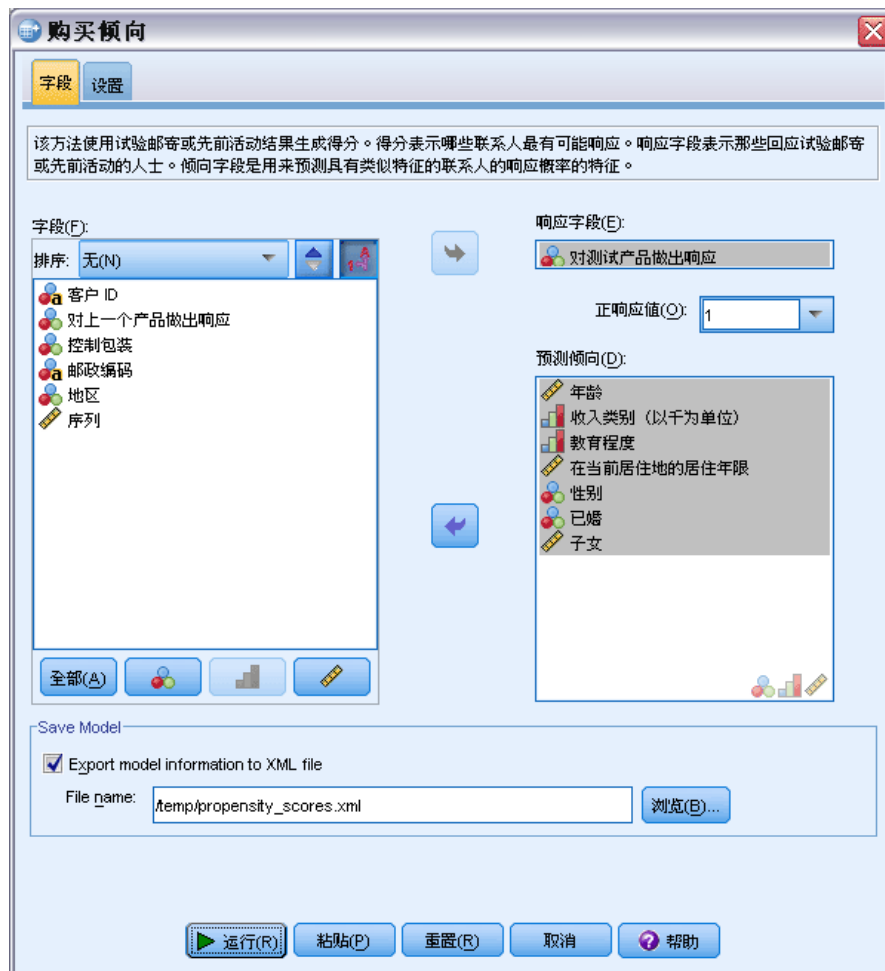 购买倾向
字段 设置
该方法使用试验邮寄或先前活动结果生成得分。得分表示哪些联系人最有可能响应。响应字段表示那些回应试验邮寄
或先前活动的人士。倾向字段是用来预测具有类似特征的联系人的响应概率的特征。
字段(F):
排序: 无(N)
客户 ID
对上一个产品做出响应
控制包装
邮政编码
地区
序列
全部(A)
响应字段(E):
对测试产品做出响应
正响应值(O): 1
预测倾向(D):
年龄
收入类别（以千为单位）
教育程度
在当前居住地的居住年限
性别
已婚
子女
Save Model
Export model information to XML file
File name: /temp/propensity_scores.xml 浏览(B)...
运行(R) 粘贴(P) 重置(R) 取消 帮助